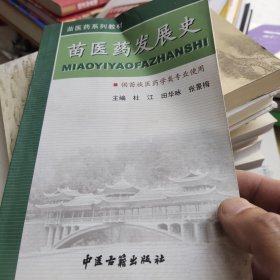 苗医药系列教材
苗医药发展史
MIAOYIYAOFAZHANSHI
■ 供苗族医药学类专业使用
主编 杜江 田华咏 张景梅
中医古籍出版社